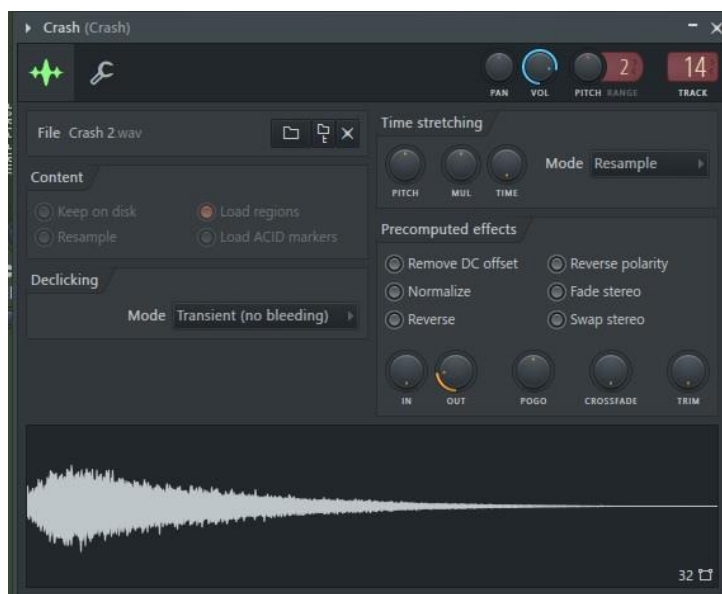 Crash (Crash)
PAN VOL PITCH RANGE 2 14 TRACK
File Crash 2.wav
Content
Keep on disk Load regions
Resample Load ACID markers
Declicking
Mode Transient (no bleeding)
Time stretching
PITCH MUL TIME Mode Resample
Precomputed effects
Remove DC offset Reverse polarity
Normalize Fade stereo
Reverse Swap stereo
IN OUT POGO CROSSFADE TRIM
32